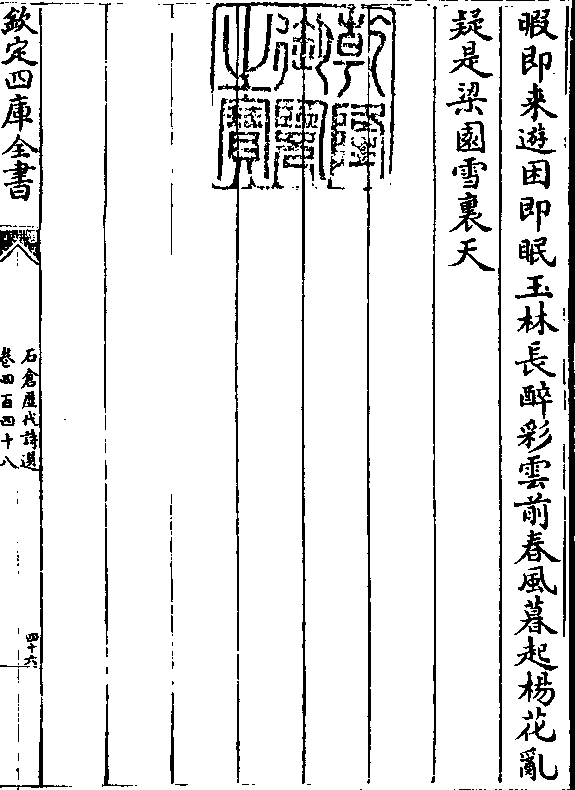 暇即来遊困即眠玉林長醉彩雲前春風暮起楊花亂
疑是梁園雪裏天
乾隆御覽之寶
欽定四庫全書
石倉歴代詩選
卷四百四十八
四十六